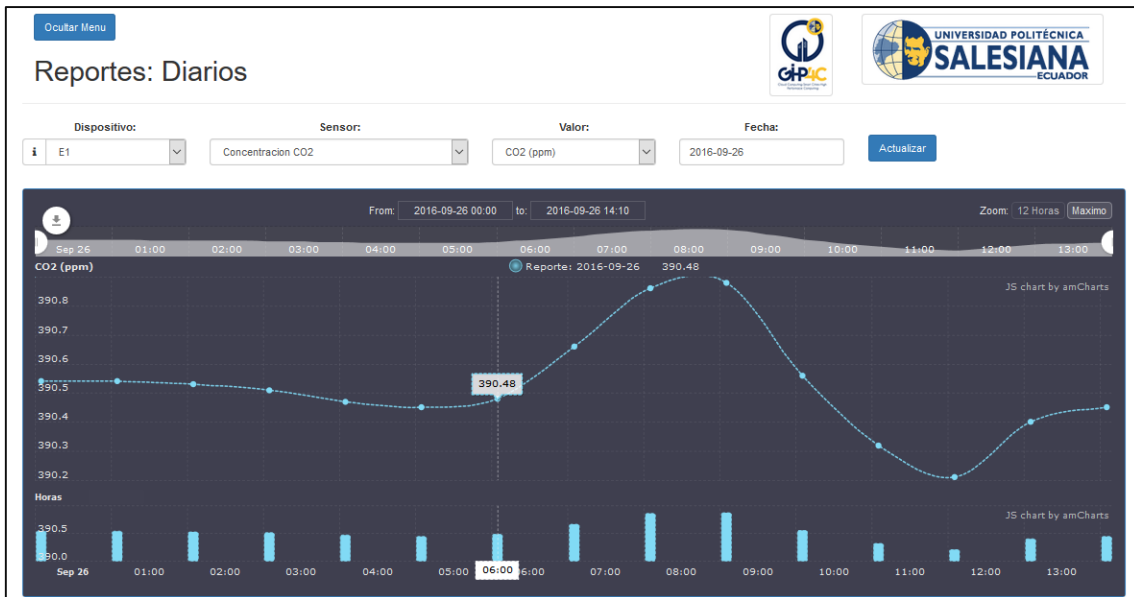 Ocultar Menu
Reportes: Diarios
GIHP4C
UNIVERSIDAD POLITÉCNICA
SALESIANA
ECUADOR
Dispositivo: Sensor: Valor: Fecha:
i E1 Concentracion CO2 CO2 (ppm) 2016-09-26 Actualizar
From: 2016-09-26 00:00 to: 2016-09-26 14:10 Zoom: 12 Horas Maximo
Sep 26 01:00 02:00 03:00 04:00 05:00 06:00 07:00 08:00 09:00 10:00 11:00 12:00 13:00
CO2 (ppm) Reporte: 2016-09-26 390.48
JS chart by amCharts
390.8
390.7
390.6
390.5
390.48
390.4
390.3
390.2
Horas
JS chart by amCharts
390.5
390.0
Sep 26 01:00 02:00 03:00 04:00 05:00 06:00 06:00 07:00 08:00 09:00 10:00 11:00 12:00 13:00